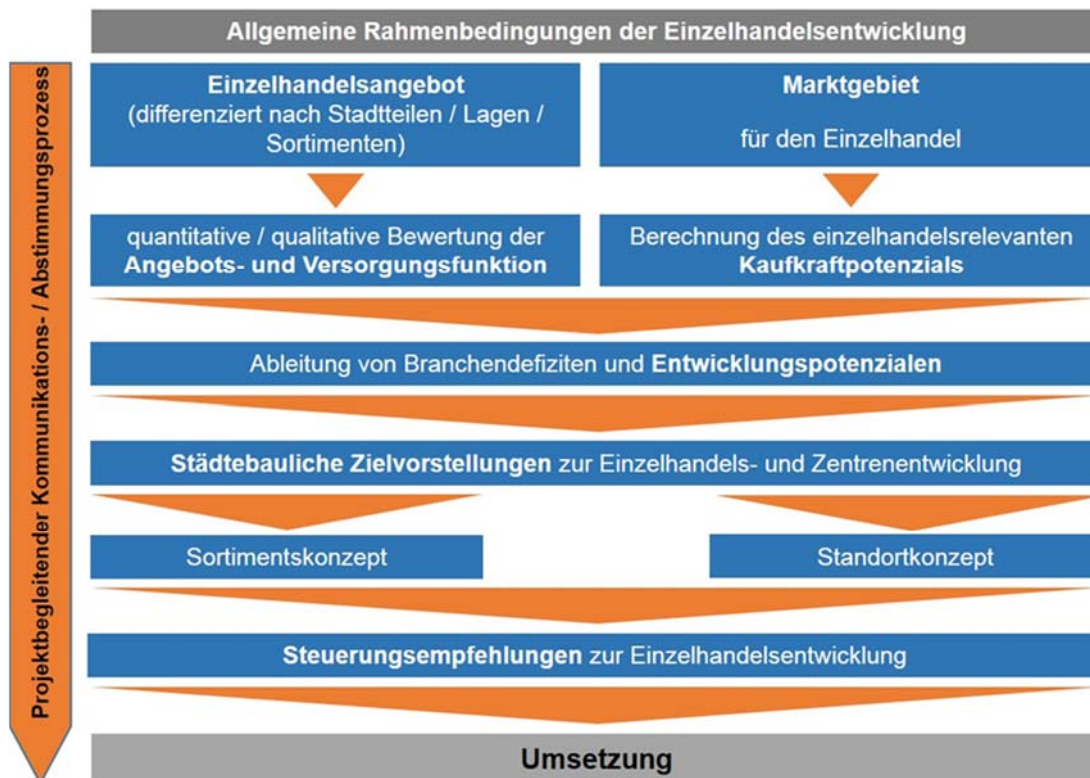 Allgemeine Rahmenbedingungen der Einzelhandelsentwicklung
Projektbegleitender Kommunikations- / Abstimmungsprozess
Einzelhandelsangebot
(differenziert nach Stadtteilen / Lagen /
Sortimenten)
Marktgebiet
für den Einzelhandel
quantitative / qualitative Bewertung der
Angebots- und Versorgungsfunktion
Berechnung des einzelhandelsrelevanten
Kaufkraftpotenzials
Ableitung von Branchendefiziten und Entwicklungspotenzialen
Städtebauliche Zielvorstellungen zur Einzelhandels- und Zentrenentwicklung
Sortimentskonzept
Standortkonzept
Steuerungsempfehlungen zur Einzelhandelsentwicklung
Umsetzung